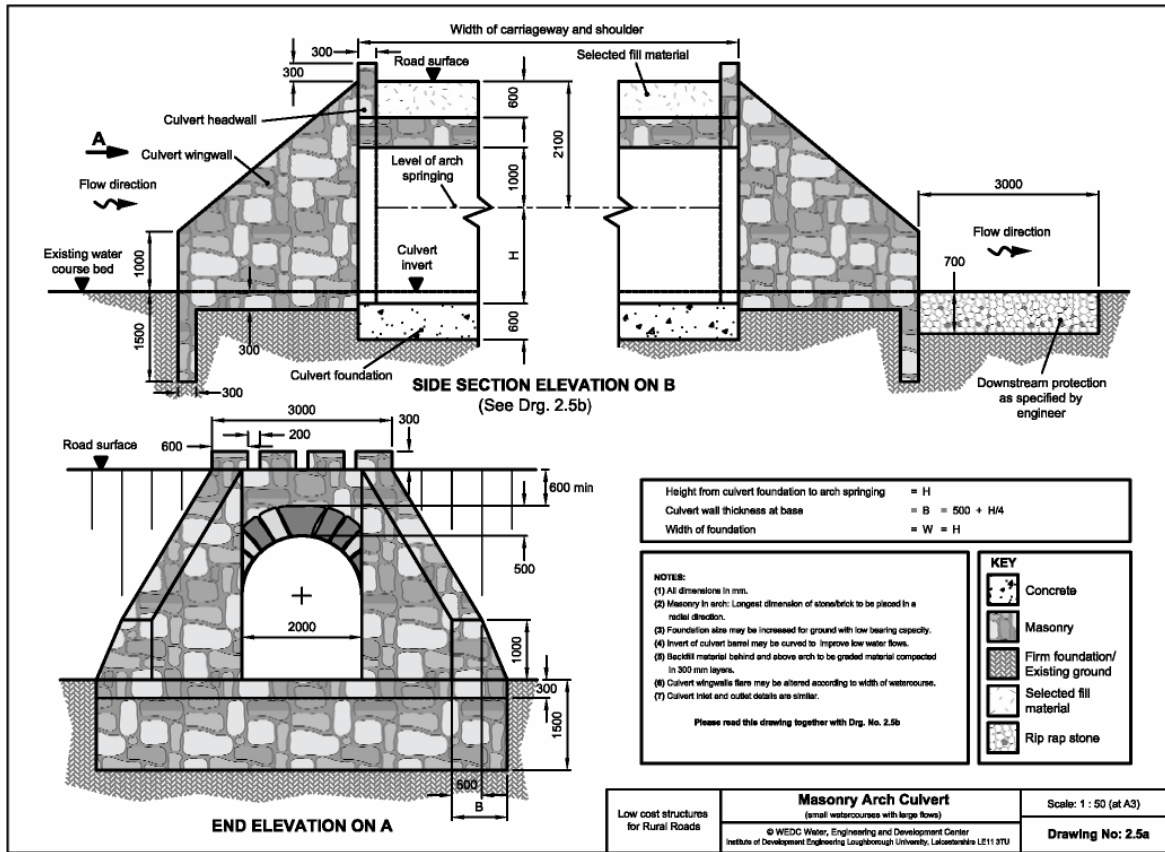 Width of carriageway and shoulder
300
Road surface
Selected fill material
300
600
Culvert headwall
2100
A
Culvert wingwall
Level of arch
springing
1000
3000
Flow direction
Flow direction
Existing water
course bed
Culvert
invert
H
700
1000
1500
600
300
Culvert foundation
300
SIDE SECTION ELEVATION ON B
(See Drg. 2.5b)
Downstream protection
as specified by
engineer
3000
300
Road surface
600
200
600 min
500
2000
1000
300
1500
500
B
END ELEVATION ON A
Height from culvert foundation to arch springing = H
Culvert wall thickness at base = B = 500 + H/4
Width of foundation = W = H
NOTES:
(1) All dimensions in mm.
(2) Masonry in arch: Longest dimension of stone/brick to be placed in a
radial direction.
(3) Foundation size may be increased for ground with low bearing capacity.
(4) Invert of culvert barrel may be curved to improve low water flows.
(5) Backfill material behind and above arch to be graded material compacted
in 300 mm layers.
(6) Culvert wingwalls flare may be altered according to width of watercourse.
(7) Culvert inlet and outlet details are similar.
Please read this drawing together with Drg. No. 2.5b
KEY
Concrete
Masonry
Firm foundation/
Existing ground
Selected fill
material
Rip rap stone
Low cost structures
for Rural Roads
Masonry Arch Culvert
(small watercourses with large flows)
© WEDC Water, Engineering and Development Center
Institute of Development Engineering Loughborough University, Leicestershire LE11 3TU
Scale: 1 : 50 (at A3)
Drawing No: 2.5a